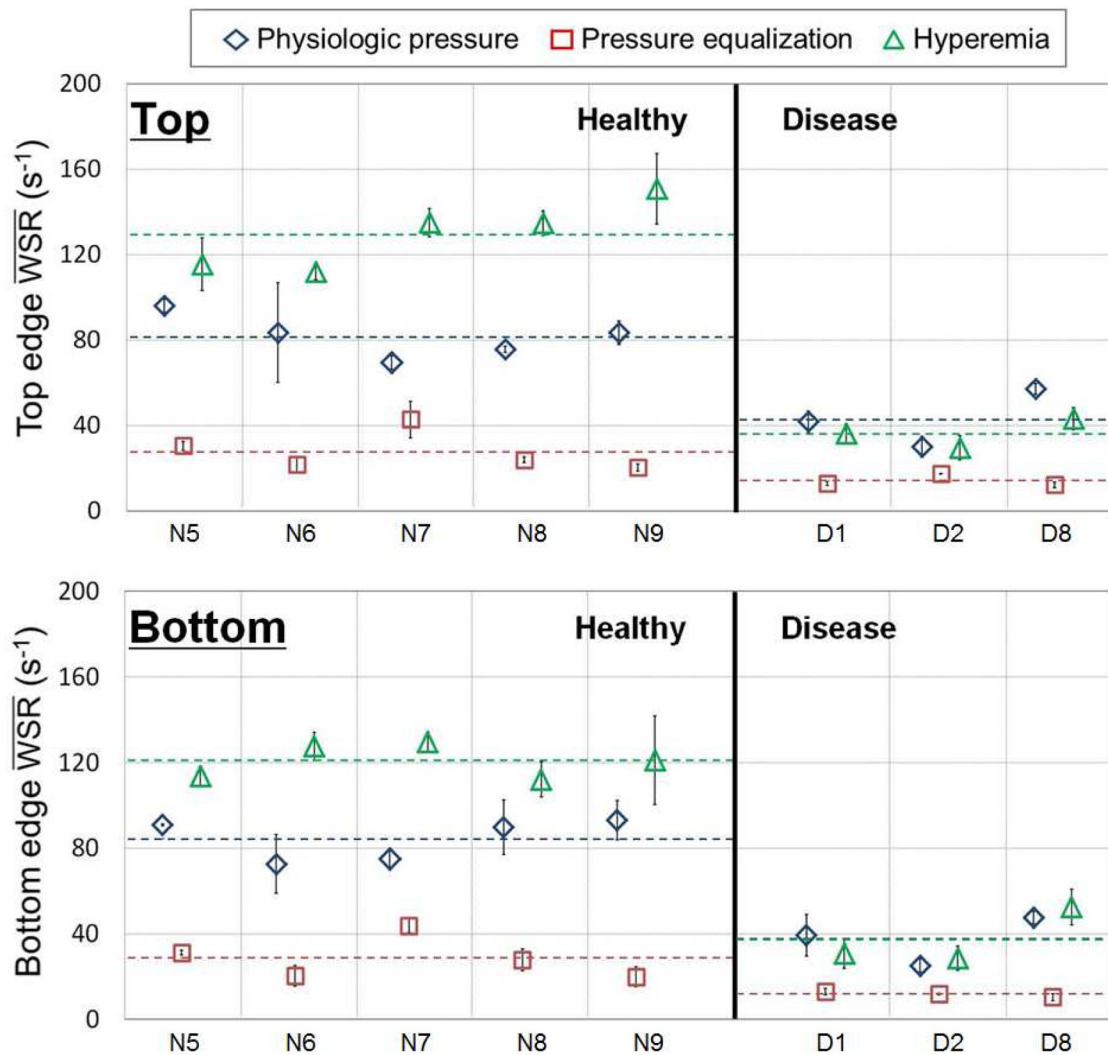 Physiologic pressure Pressure equalization Hyperemia
200
160
120
80
40
0
Top edge WSR (s-1)
Top Healthy Disease
N5 N6 N7 N8 N9 D1 D2 D8
200
160
120
80
40
0
Bottom edge WSR (s-1)
Bottom Healthy Disease
N5 N6 N7 N8 N9 D1 D2 D8